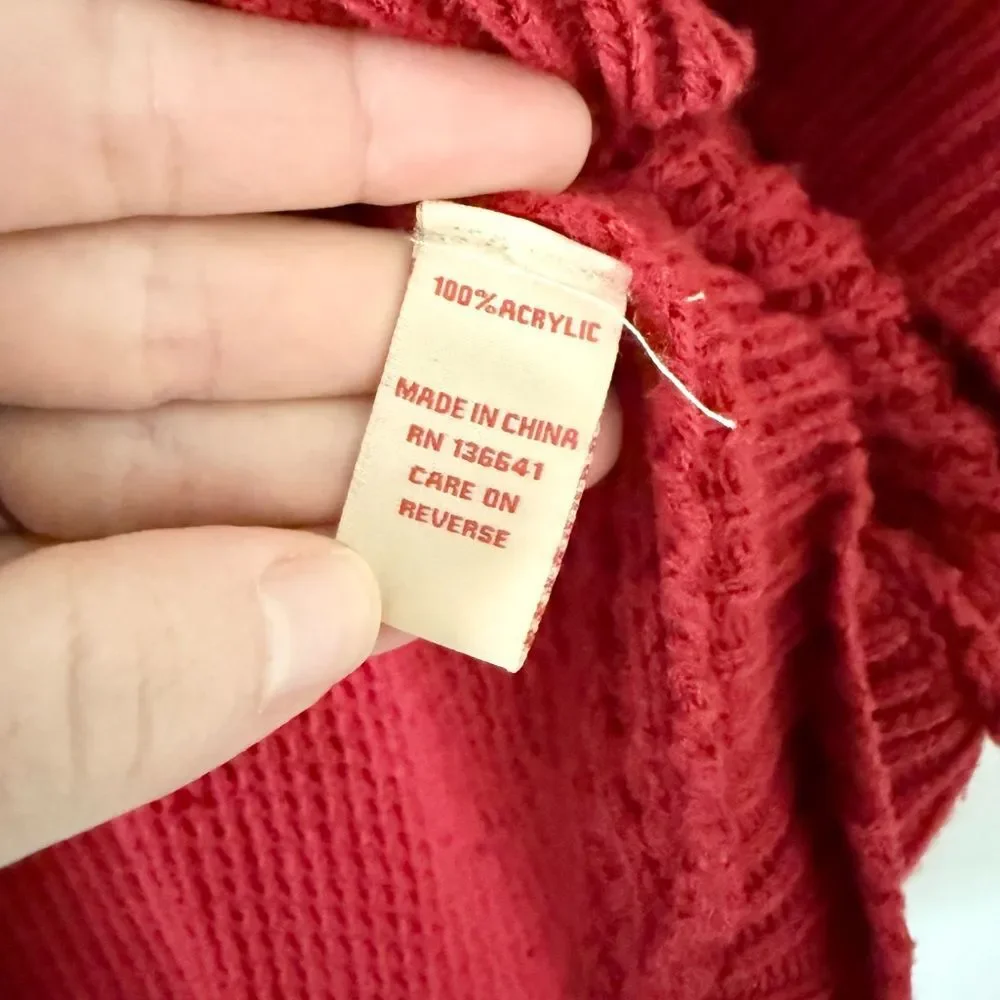 100%ACRYLIC
MADE IN CHINA
RN 136641
CARE ON
REVERSE